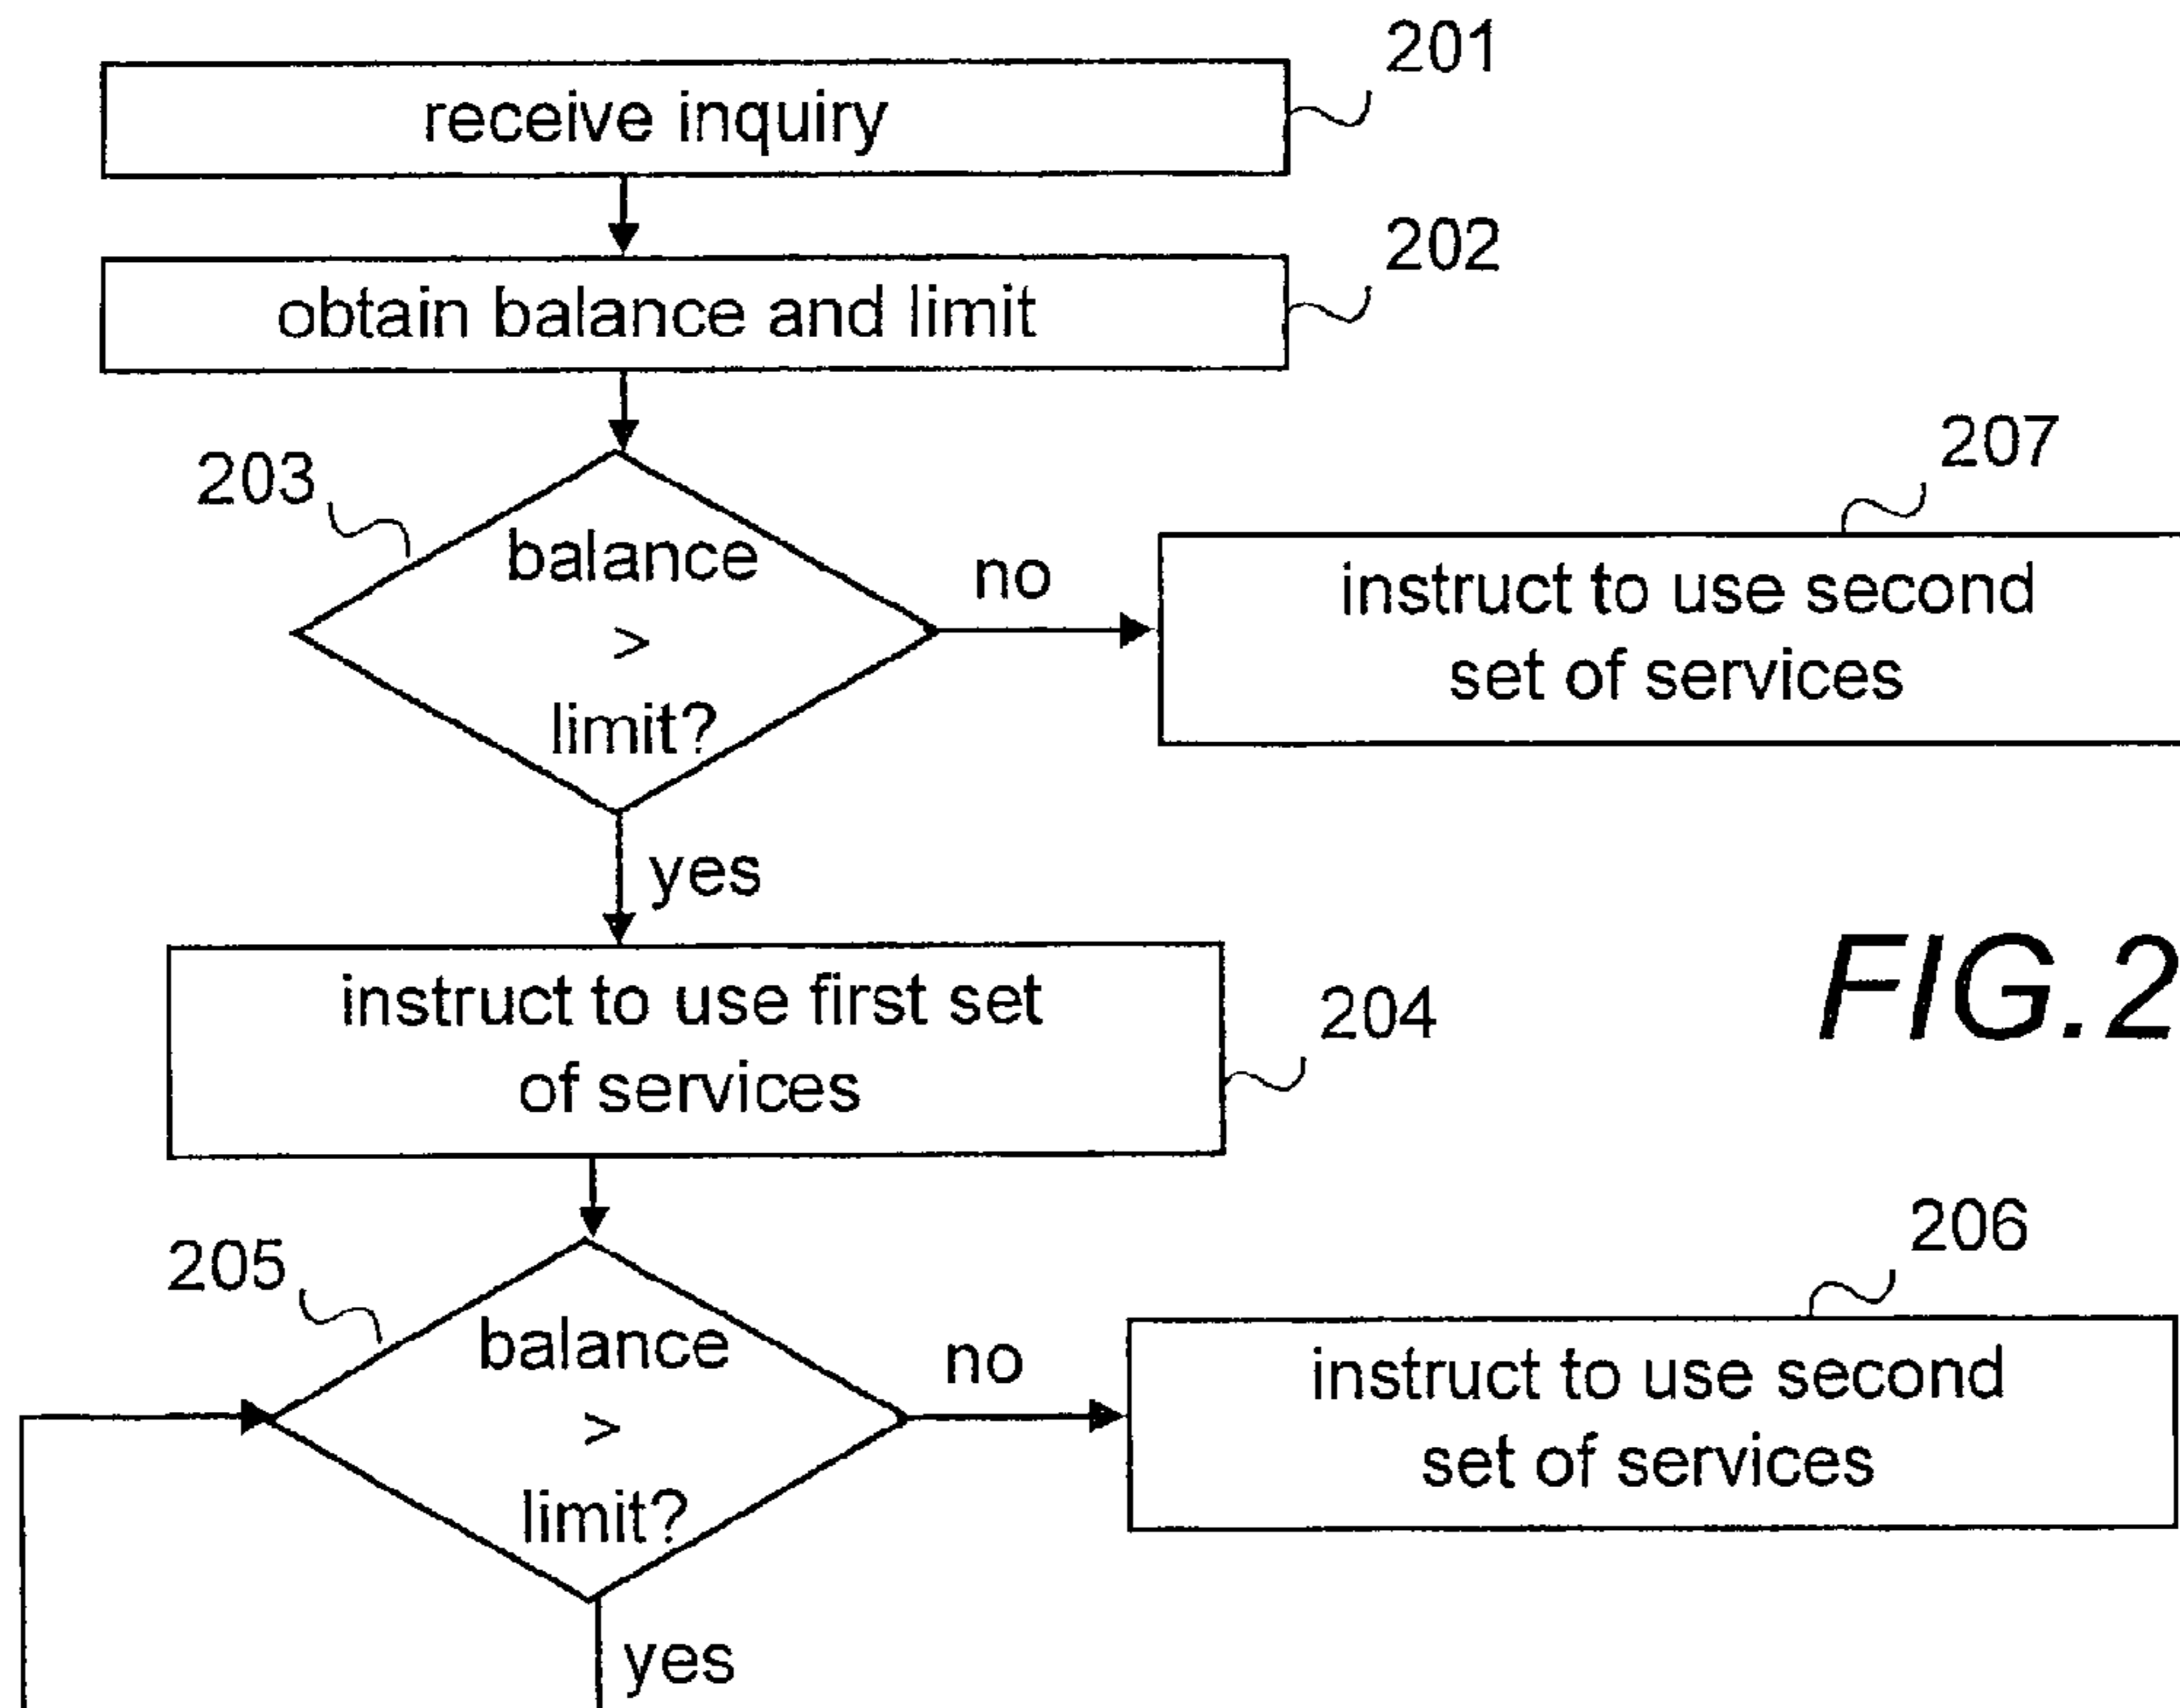 201
receive inquiry
202
obtain balance and limit
203
balance
>
limit?
no
207
instruct to use second
set of services
yes
instruct to use first set
of services
204
FIG.2
205
balance
>
limit?
no
206
instruct to use second
set of services
yes